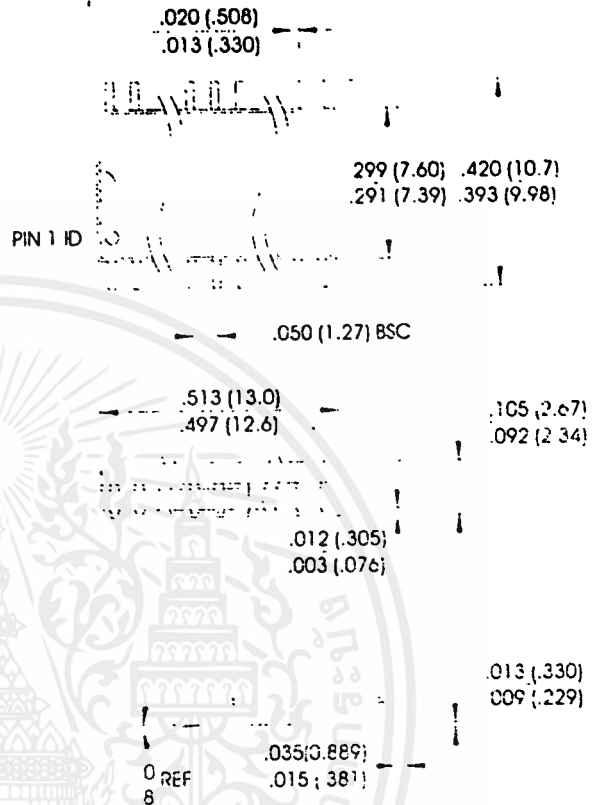 .020 (.508)
.013 (.330)
.299 (7.60) .420 (10.7)
.291 (7.39) .393 (9.98)
PIN 1 ID
.050 (1.27) BSC
.513 (13.0)
.497 (12.6)
.105 (2.67)
.092 (2.34)
.012 (.305)
.003 (.076)
.013 (.330)
.009 (.229)
.035(0.889)
.015 (.381)
0
8 REF